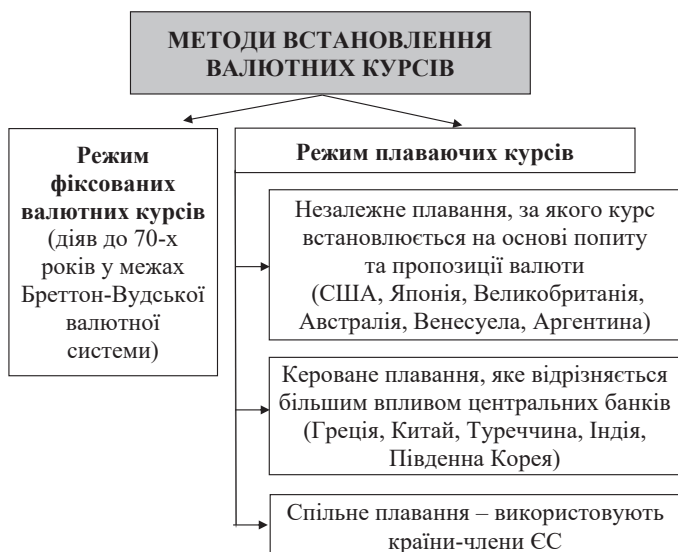 МЕТОДИ ВСТАНОВЛЕННЯ
ВАЛЮТНИХ КУРСІВ
Режим
фіксованих
валютних курсів
(діяв до 70-х
років у межах
Бреттон-Вудської
валютної
системи)
Режим плаваючих курсів
Незалежне плавання, за якого курс
встановлюється на основі попиту
та пропозиції валюти
(США, Японія, Великобританія,
Австралія, Венесуела, Аргентина)
Кероване плавання, яке відрізняється
більшим впливом центральних банків
(Греція, Китай, Туреччина, Індія,
Південна Корея)
Спільне плавання – використовують
країни-члени ЄС